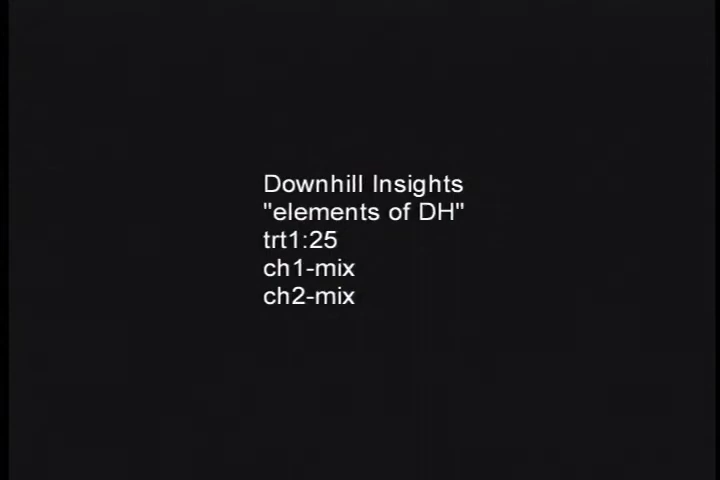 Downhill Insights
"elements of DH"
trt1:25
ch1-mix
ch2-mix